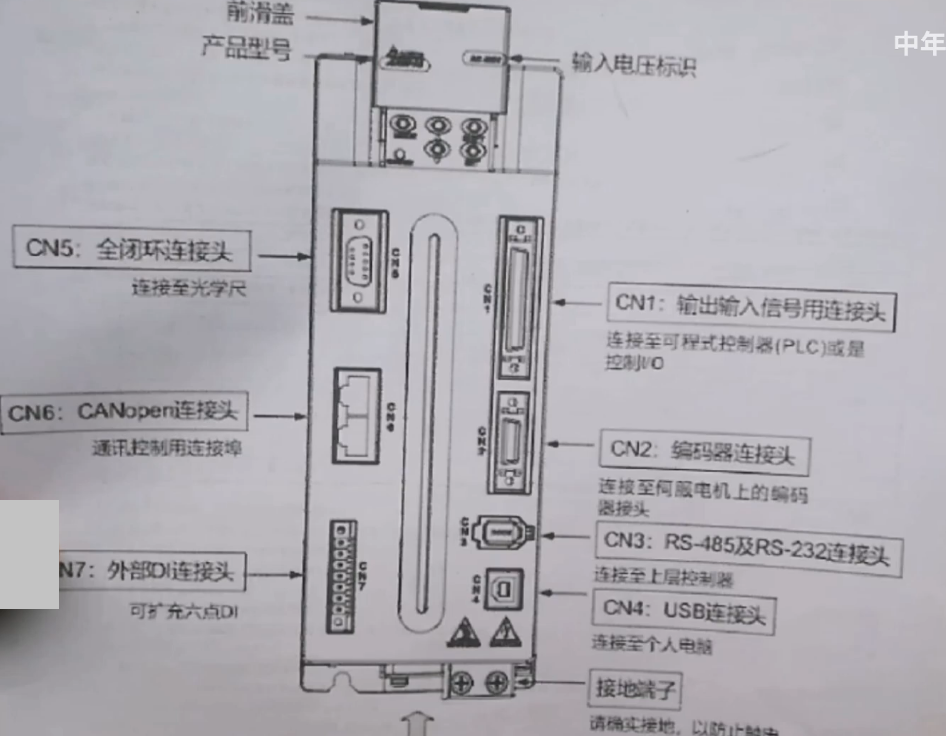 前滑盖
产品型号
中年
输入电压标识
CN5：全闭环连接头
连接至光学尺
CN5
CN1
CN1：输出输入信号用连接头
连接至可程式控制器(PLC)或是
控制I/O
CN6：CANopen连接头
通讯控制用连接埠
CN6
CN2
CN2：编码器连接头
连接至伺服电机上的编码
器接头
CN3
CN3：RS-485及RS-232连接头
连接至上层控制器
N7：外部DI连接头
可扩充六点DI
CN7
CN4
CN4：USB连接头
连接至个人电脑
接地端子
请确实接地，以防止触电